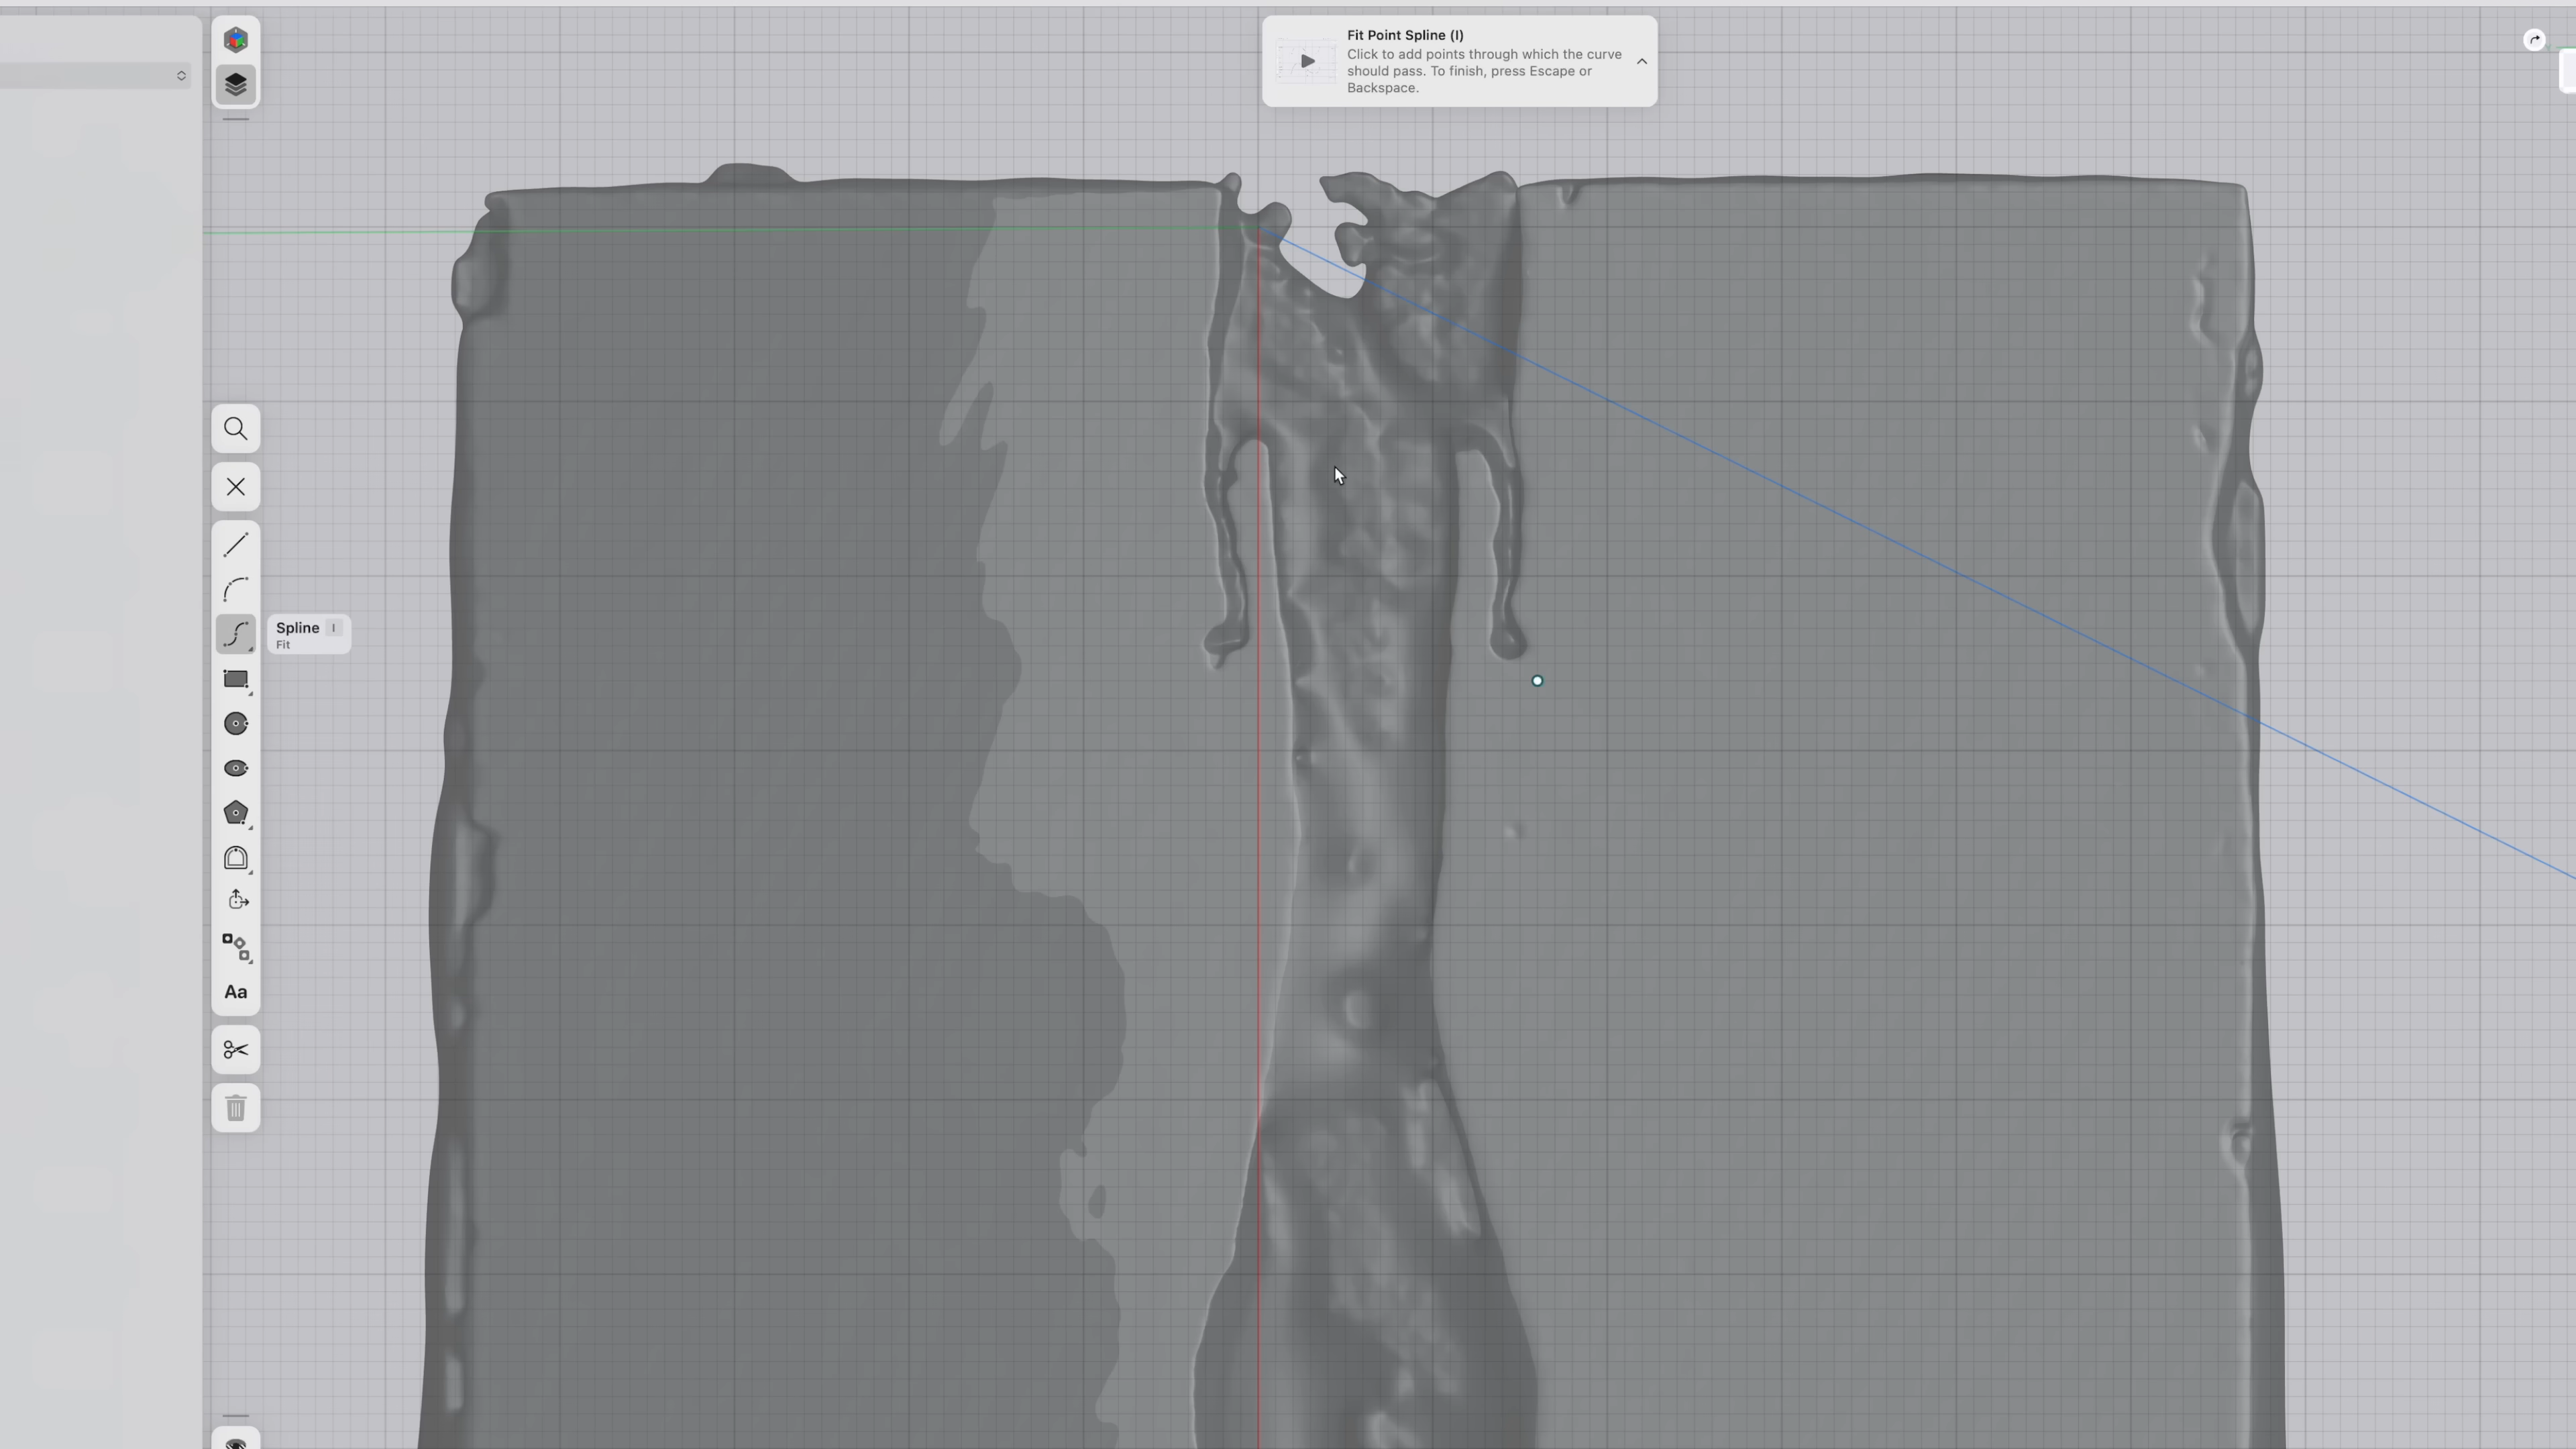 Fit Point Spline (I)
Click to add points through which the curve
should pass. To finish, press Escape or
Backspace.
Spline I
Fit
Aa